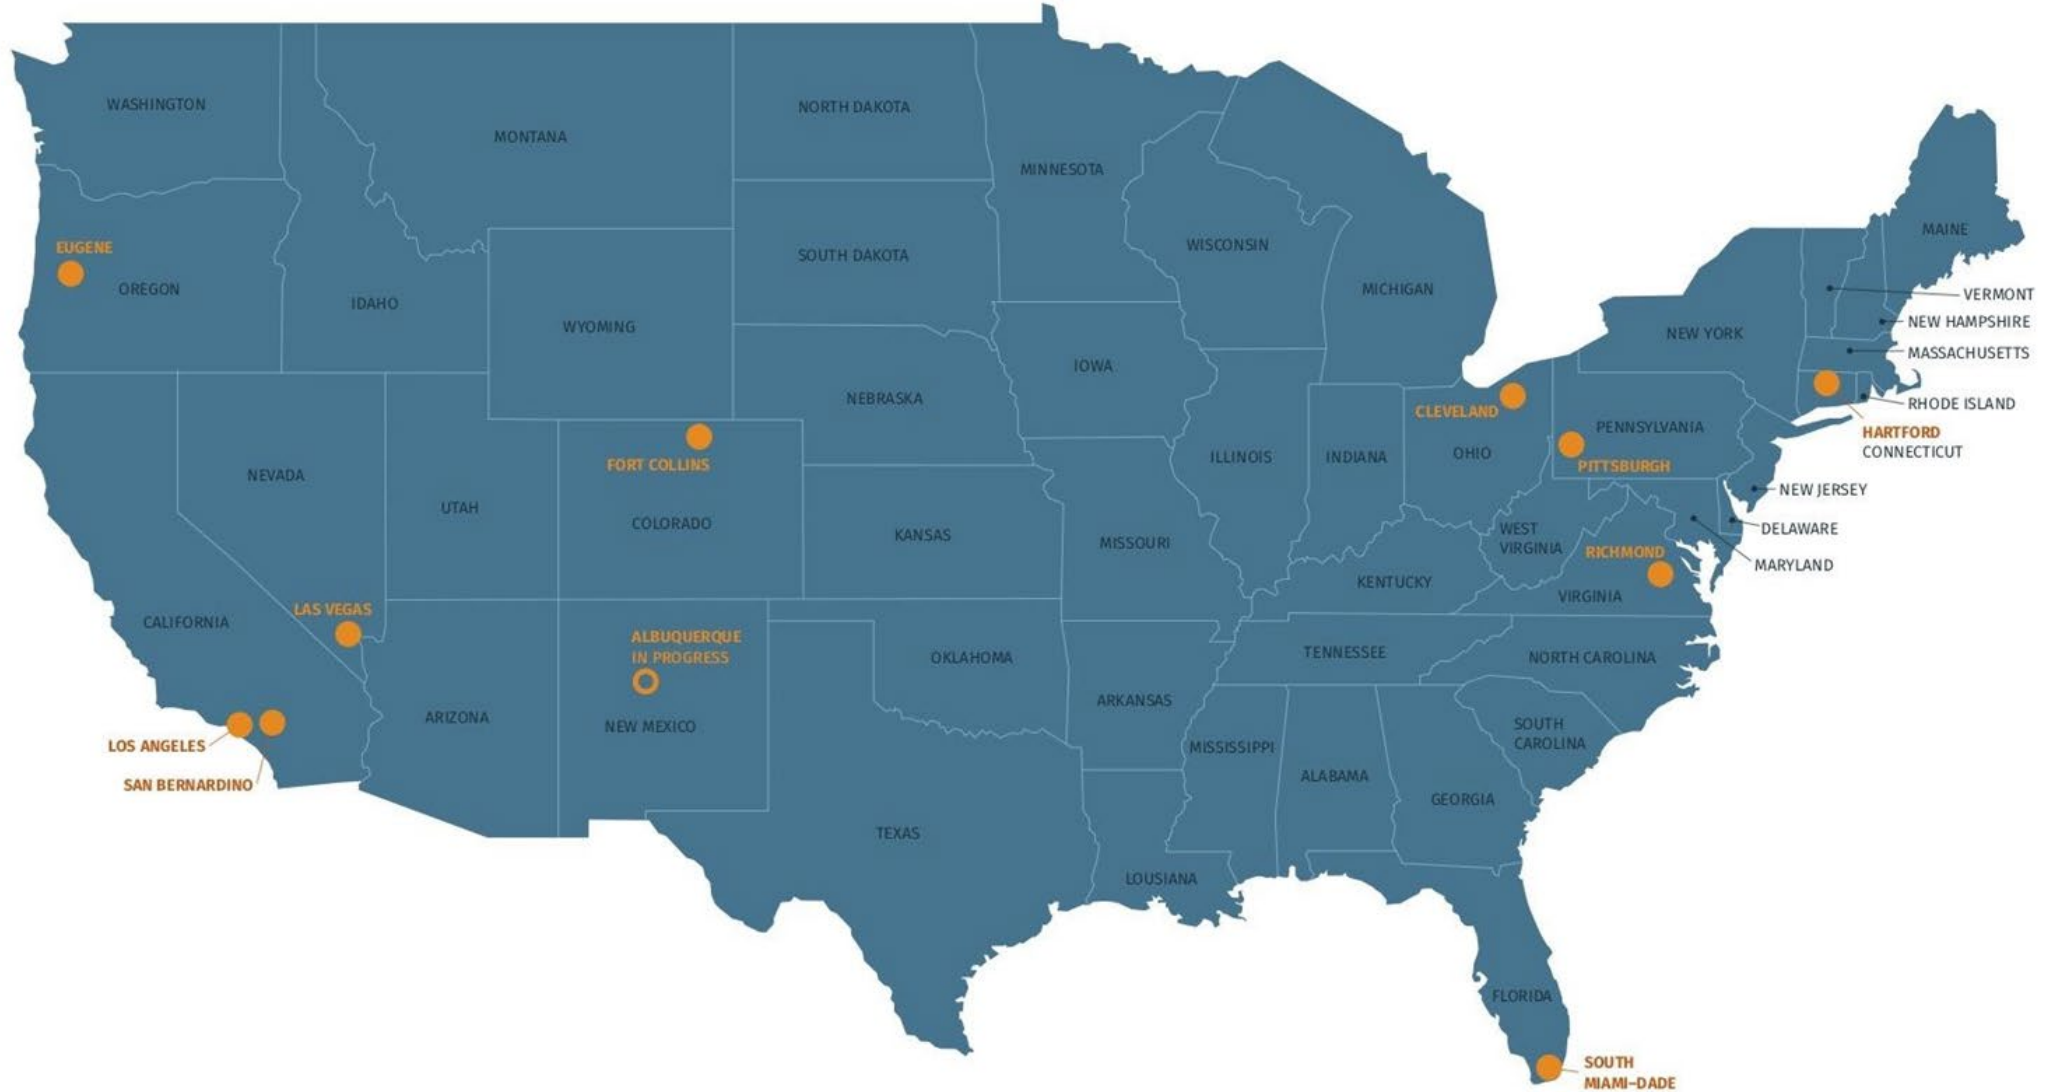 WASHINGTON
MONTANA
NORTH DAKOTA
MINNESOTA
EUGENE
OREGON
IDAHO
WYOMING
SOUTH DAKOTA
WISCONSIN
MICHIGAN
NEW YORK
MAINE
VERMONT
NEW HAMPSHIRE
MASSACHUSETTS
RHODE ISLAND
HARTFORD
CONNECTICUT
NEW JERSEY
DELAWARE
MARYLAND
NEVADA
UTAH
FORT COLLINS
COLORADO
NEBRASKA
KANSAS
IOWA
MISSOURI
ILLINOIS
INDIANA
CLEVELAND
OHIO
PENNSYLVANIA
PITTSBURGH
WEST
VIRGINIA
RICHMOND
VIRGINIA
KENTUCKY
CALIFORNIA
LAS VEGAS
LOS ANGELES
SAN BERNARDINO
ARIZONA
ALBUQUERQUE
IN PROGRESS
NEW MEXICO
OKLAHOMA
TEXAS
ARKANSAS
LOUSIANA
TENNESSEE
MISSISSIPPI
ALABAMA
GEORGIA
NORTH CAROLINA
SOUTH
CAROLINA
FLORIDA
SOUTH
MIAMI-DADE